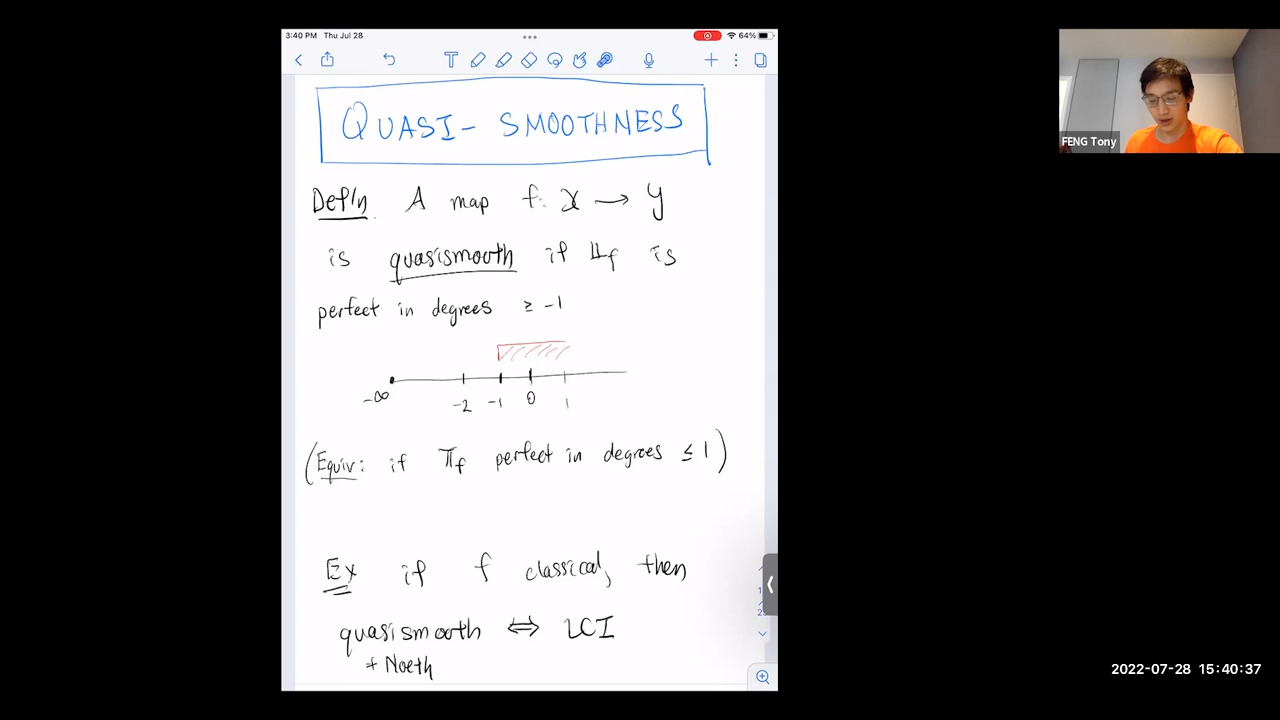 3:40 PM Thu Jul 28
64%
QUASI-SMOOTHNESS
Def'n. A map f: X → Y
is quasismooth if 𝕃_f is
perfect in degrees ≥ -1
-∞ -2 -1 0 1
(Equiv: if 𝕋_f perfect in degrees ≤ 1)
Ex if f classical, then
quasismooth ⇔ LCI
+ Noeth
FENG Tony
2022-07-28 15:40:37